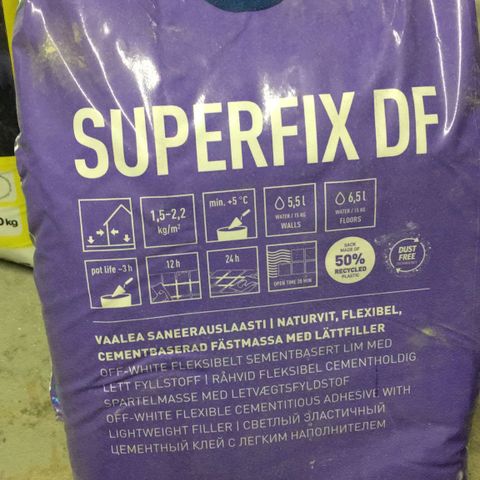 SUPERFIX DF
1,5–2,2
kg/m²
min. +5 °C
5,5 l
WATER / 15 KG
WALLS
6,5 l
WATER / 15 KG
FLOORS
pot life ~3 h
12 h
24 h
OPEN TIME 30 MIN
SACK
MADE OF
50%
RECYCLED
PLASTIC
DUST
FREE
TECHNOLOGY
0 kg
VAALEA SANEERAUSLAASTI | NATURVIT, FLEXIBEL,
CEMENTBASERAD FÄSTMASSA MED LÄTTFILLER
OFF-WHITE FLEKSIBELT SEMENTBASERT LIM MED
LETT FYLLSTOFF | RÅHVID FLEKSIBEL CEMENTHOLDIG
SPARTELMASSE MED LETVÆGTSFYLDSTOF
OFF-WHITE FLEXIBLE CEMENTITIOUS ADHESIVE WITH
LIGHTWEIGHT FILLER | СВЕТЛЫЙ ЭЛАСТИЧНЫЙ
ЦЕМЕНТНЫЙ КЛЕЙ С ЛЕГКИМ НАПОЛНИТЕЛЕМ